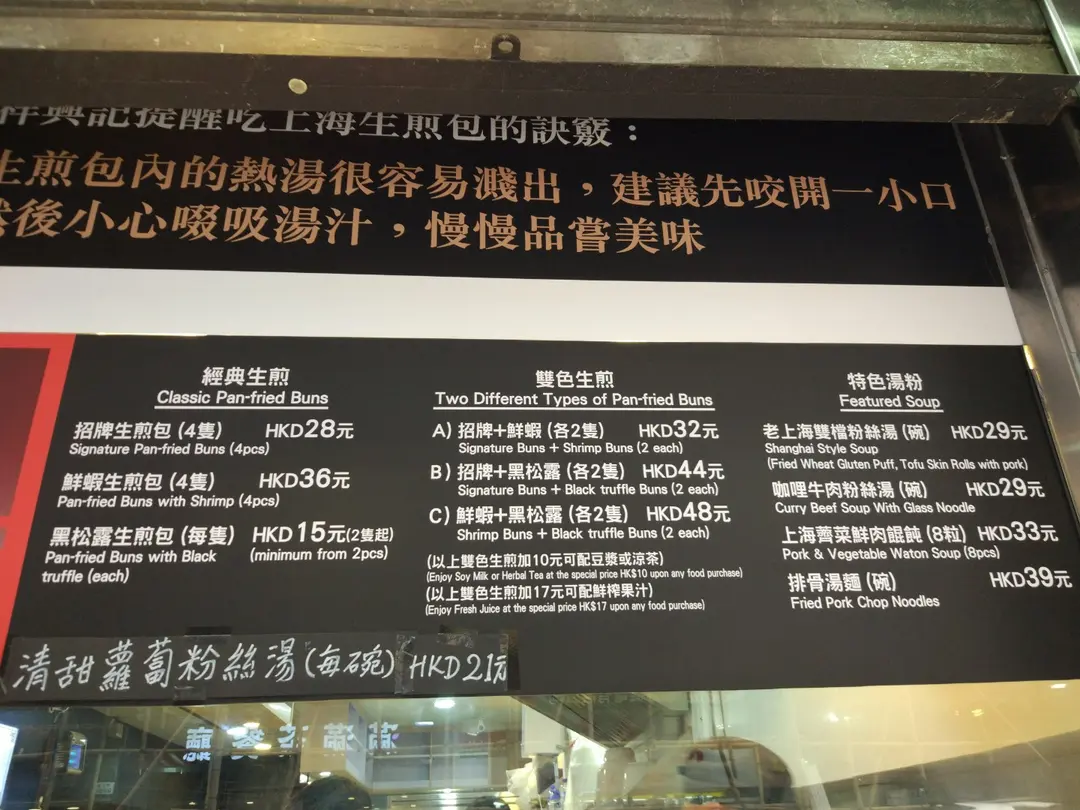 祥興記提醒吃上海生煎包的訣竅：
生煎包內的熱湯很容易濺出，建議先咬開一小口
然後小心啜吸湯汁，慢慢品嘗美味
經典生煎
Classic Pan-fried Buns
招牌生煎包 (4隻) HKD28元
Signature Pan-fried Buns (4pcs)
鮮蝦生煎包 (4隻) HKD36元
Pan-fried Buns with Shrimp (4pcs)
黑松露生煎包 (每隻) HKD15元(2隻起)
Pan-fried Buns with Black (minimum from 2pcs)
truffle (each)
雙色生煎
Two Different Types of Pan-fried Buns
A) 招牌+鮮蝦 (各2隻) HKD32元
Signature Buns + Shrimp Buns (2 each)
B) 招牌+黑松露 (各2隻) HKD44元
Signature Buns + Black truffle Buns (2 each)
C) 鮮蝦+黑松露 (各2隻) HKD48元
Shrimp Buns + Black truffle Buns (2 each)
(以上雙色生煎加10元可配豆漿或涼茶)
(Enjoy Soy Milk or Herbal Tea at the special price HK$10 upon any food purchase)
(以上雙色生煎加17元可配鮮榨果汁)
(Enjoy Fresh Juice at the special price HK$17 upon any food purchase)
特色湯粉
Featured Soup
老上海雙檔粉絲湯 (碗) HKD29元
Shanghai Style Soup
(Fried Wheat Gluten Puff, Tofu Skin Rolls with pork)
咖哩牛肉粉絲湯 (碗) HKD29元
Curry Beef Soup With Glass Noodle
上海薺菜鮮肉餛飩 (8粒) HKD33元
Pork & Vegetable Waton Soup (8pcs)
排骨湯麵 (碗) HKD39元
Fried Pork Chop Noodles
清甜蘿蔔粉絲湯 (每碗) HKD21元